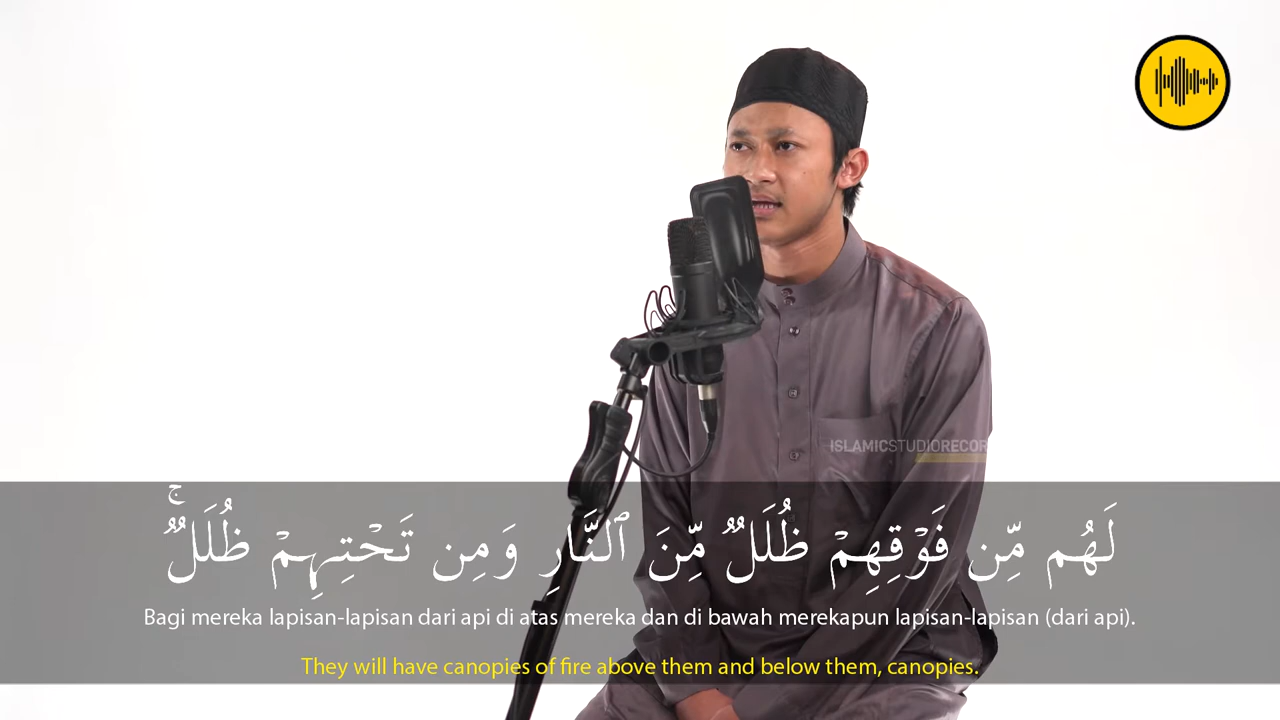 ISLAMICSTUDIORECOR
لَهُم مِّن فَوْقِهِمْ ظُلَلٌ مِّنَ ٱلنَّارِ وَمِن تَحْتِهِمْ ظُلَلٌ ۚ
Bagi mereka lapisan-lapisan dari api di atas mereka dan di bawah merekapun lapisan-lapisan (dari api).
They will have canopies of fire above them and below them, canopies.